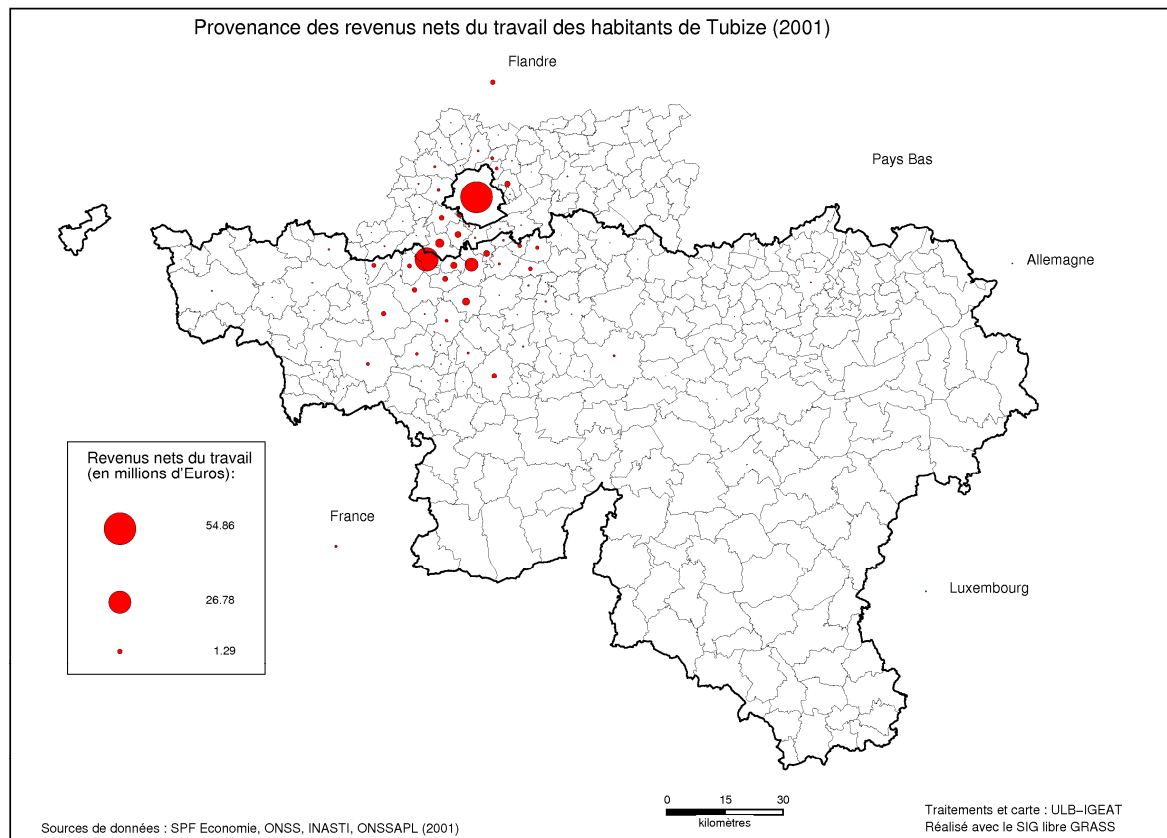 Provenance des revenus nets du travail des habitants de Tubize (2001)
Flandre
Pays Bas
Allemagne
Revenus nets du travail
(en millions d'Euros):
54.86
26.78
1.29
France
Luxembourg
0 15 30
kilomètres
Sources de données : SPF Economie, ONSS, INASTI, ONSSAPL (2001)
Traitements et carte : ULB–IGEAT
Réalisé avec le SIG libre GRASS